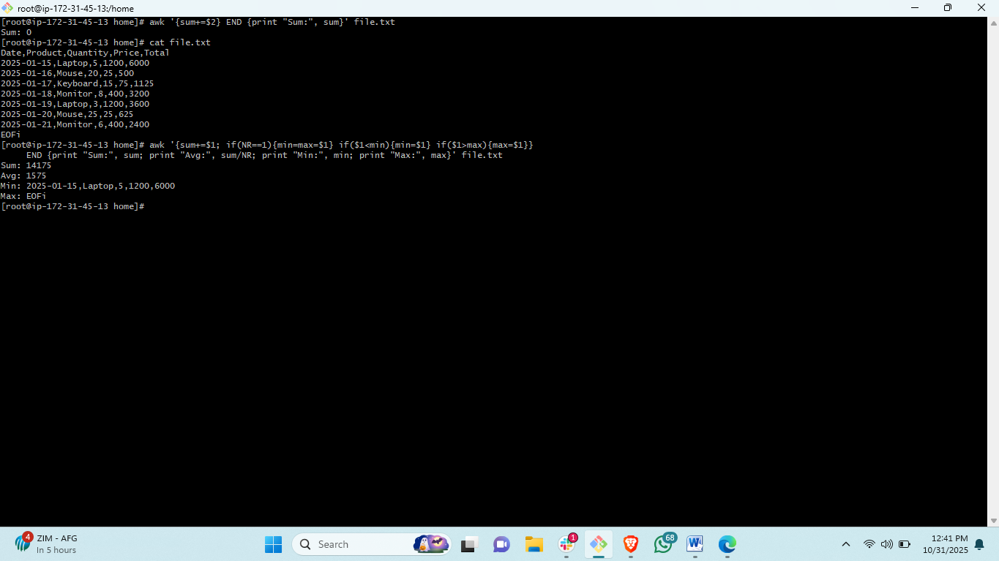 root@ip-172-31-45-13:/home
[root@ip-172-31-45-13 home]# awk '{sum+=$2} END {print "Sum:", sum}' file.txt
Sum: 0
[root@ip-172-31-45-13 home]# cat file.txt
Date,Product,Quantity,Price,Total
2025-01-15,Laptop,5,1200,6000
2025-01-16,Mouse,20,25,500
2025-01-17,Keyboard,15,75,1125
2025-01-18,Monitor,8,400,3200
2025-01-19,Laptop,3,1200,3600
2025-01-20,Mouse,25,25,625
2025-01-21,Monitor,6,400,2400
EOFi
[root@ip-172-31-45-13 home]# awk '{sum+=$1; if(NR==1){min=max=$1} if($1<min){min=$1} if($1>max){max=$1}}
     END {print "Sum:", sum; print "Avg:", sum/NR; print "Min:", min; print "Max:", max}' file.txt
Sum: 14175
Avg: 1575
Min: 2025-01-15,Laptop,5,1200,6000
Max: EOFi
[root@ip-172-31-45-13 home]#
4
ZIM - AFG
In 5 hours
Search
1
68
W
12:41 PM
10/31/2025